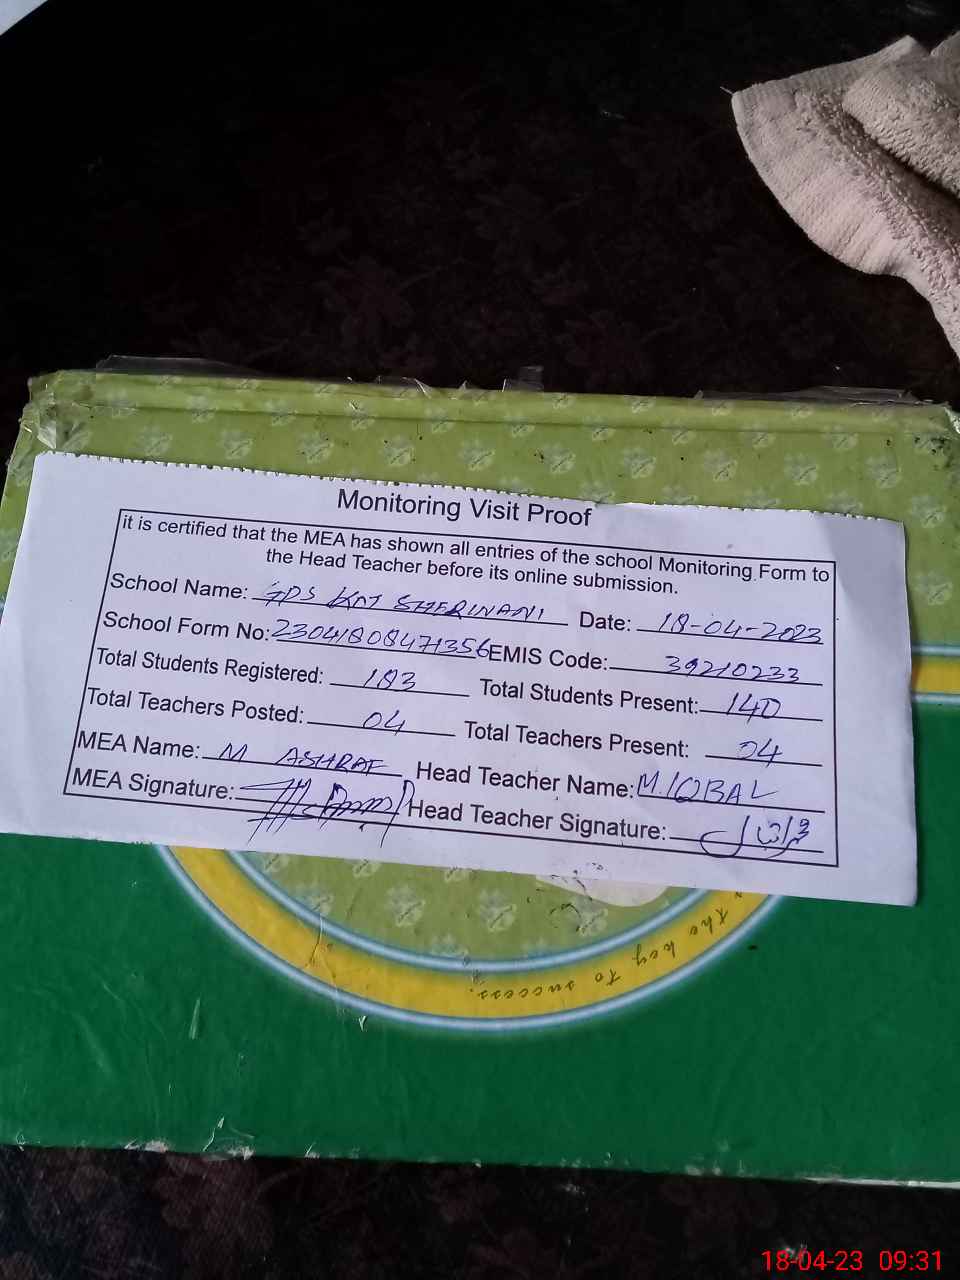 Monitoring Visit Proof
it is certified that the MEA has shown all entries of the school Monitoring Form to
the Head Teacher before its online submission.
School Name: GPS KM SHERINANI Date: 18-04-2023
School Form No: 23041808471356 EMIS Code: 39210233
Total Students Registered: 183 Total Students Present: 140
Total Teachers Posted: 04 Total Teachers Present: 04
MEA Name: M ASHRAF Head Teacher Name: M.IQBAL
MEA Signature: Head Teacher Signature:
the key to success.
18-04-23 09:31